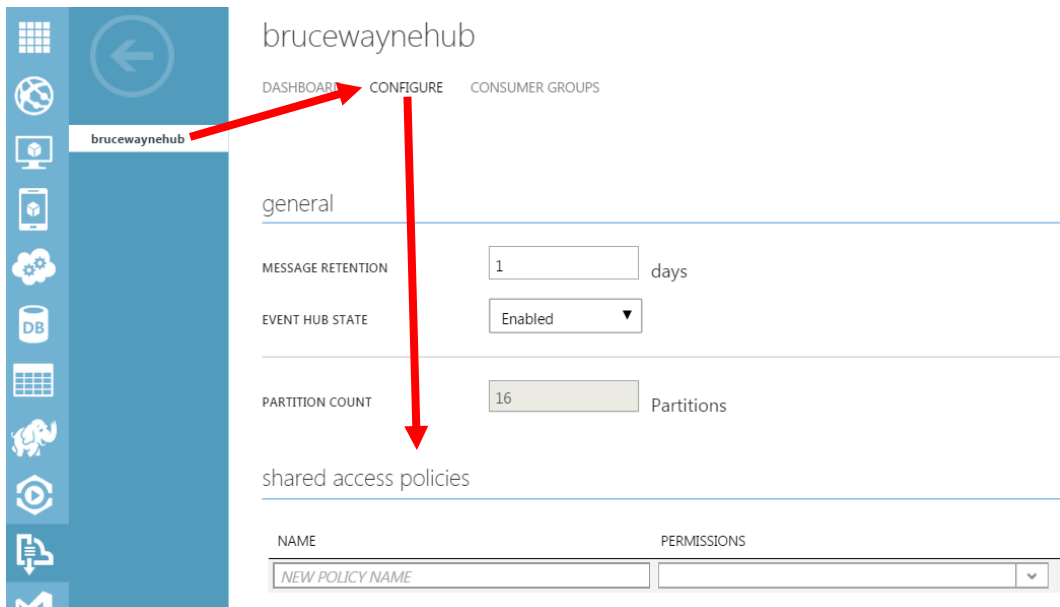 brucewaynehub
DASHBOARD CONFIGURE CONSUMER GROUPS
brucewaynehub
general
MESSAGE RETENTION 1 days
EVENT HUB STATE Enabled
PARTITION COUNT 16 Partitions
shared access policies
NAME PERMISSIONS
NEW POLICY NAME
DB